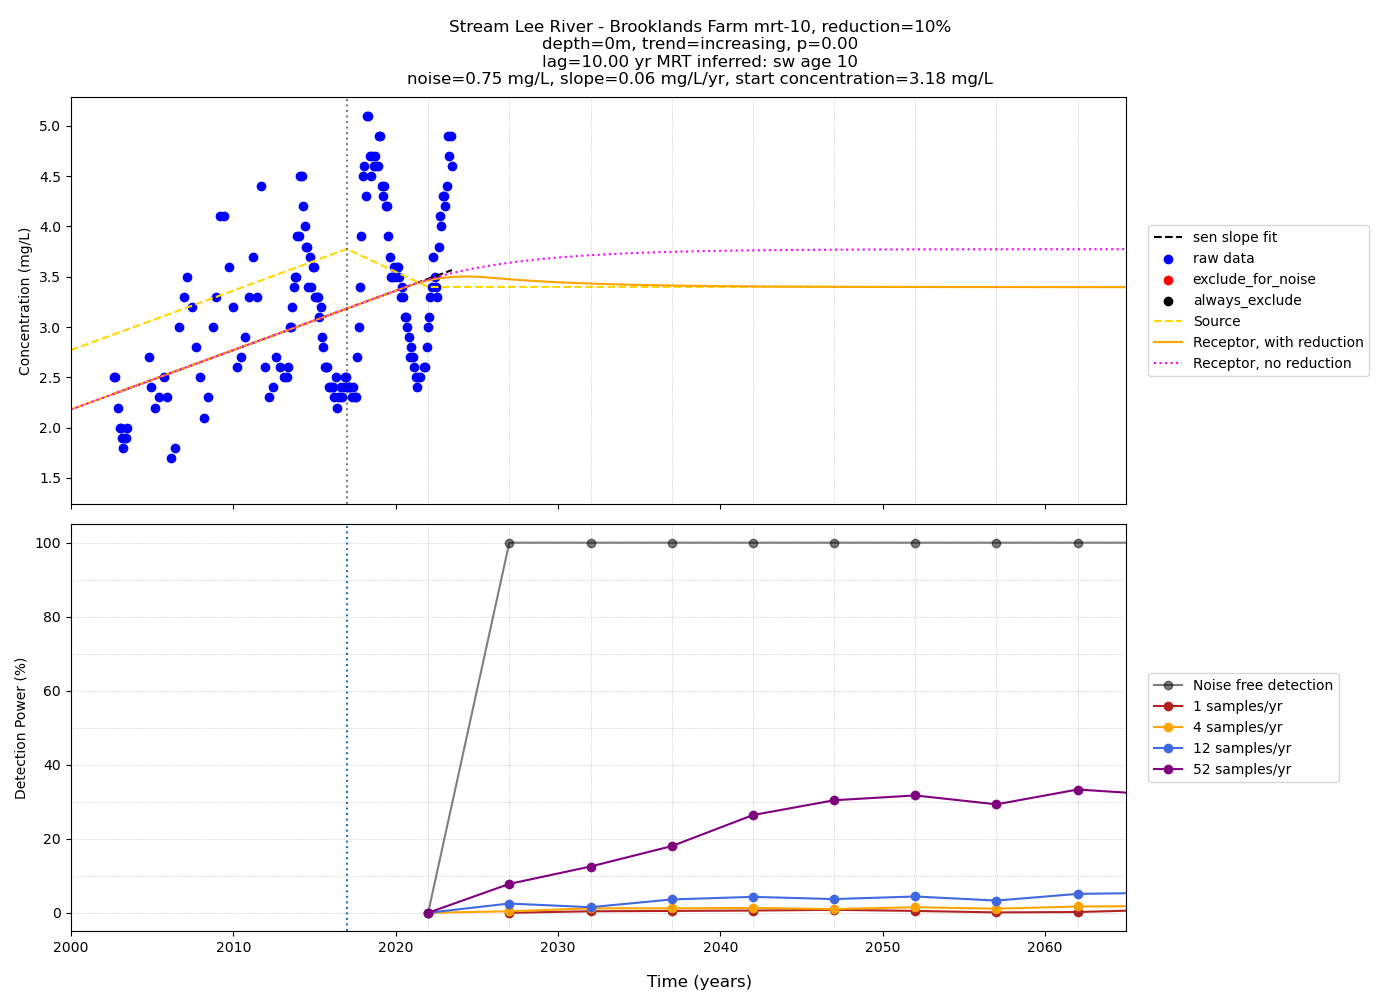 Stream Lee River - Brooklands Farm mrt-10, reduction=10%
depth=0m, trend=increasing, p=0.00
lag=10.00 yr MRT inferred: sw age 10
noise=0.75 mg/L, slope=0.06 mg/L/yr, start concentration=3.18 mg/L
Concentration (mg/L)
5.0
4.5
4.0
3.5
3.0
2.5
2.0
1.5
sen slope fit
raw data
exclude_for_noise
always_exclude
Source
Receptor, with reduction
Receptor, no reduction
Detection Power (%)
100
80
60
40
20
0
Noise free detection
1 samples/yr
4 samples/yr
12 samples/yr
52 samples/yr
2000
2010
2020
2030
2040
2050
2060
Time (years)